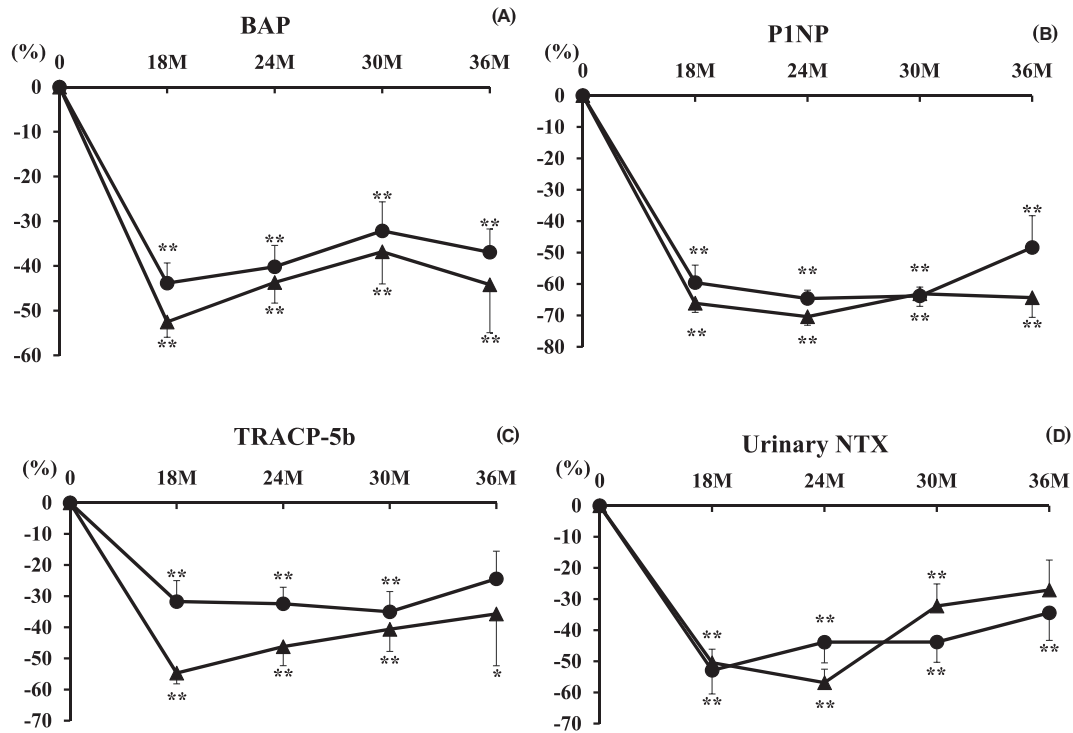 BAP (A)
(%)
0 18M 24M 30M 36M
0
-10
-20
-30
-40
-50
-60
** ** ** **
** ** ** **
P1NP (B)
(%)
0 18M 24M 30M 36M
0
-10
-20
-30
-40
-50
-60
-70
-80
** ** ** **
** ** ** **
TRACP-5b (C)
(%)
0 18M 24M 30M 36M
0
-10
-20
-30
-40
-50
-60
-70
** ** **
** ** ** *
Urinary NTX (D)
(%)
0 18M 24M 30M 36M
0
-10
-20
-30
-40
-50
-60
-70
** ** **
** ** ** **